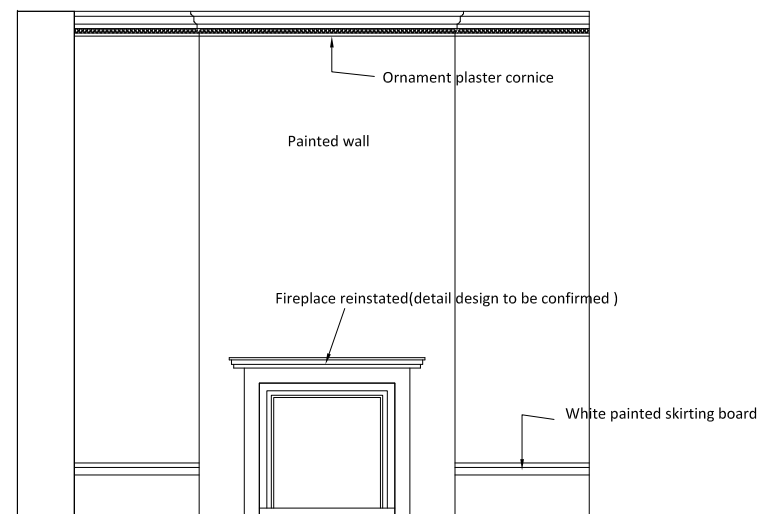 Ornament plaster cornice
Painted wall
Fireplace reinstated(detail design to be confirmed )
White painted skirting board